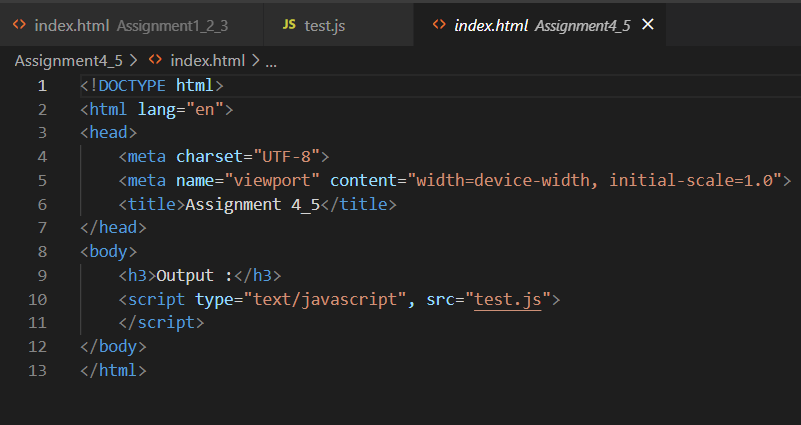 index.html Assignment1_2_3 JS test.js index.html Assignment4_5 ✕
Assignment4_5 > index.html > ...
1 <!DOCTYPE html>
2 <html lang="en">
3 <head>
4 <meta charset="UTF-8">
5 <meta name="viewport" content="width=device-width, initial-scale=1.0">
6 <title>Assignment 4_5</title>
7 </head>
8 <body>
9 <h3>Output :</h3>
10 <script type="text/javascript", src="test.js">
11 </script>
12 </body>
13 </html>